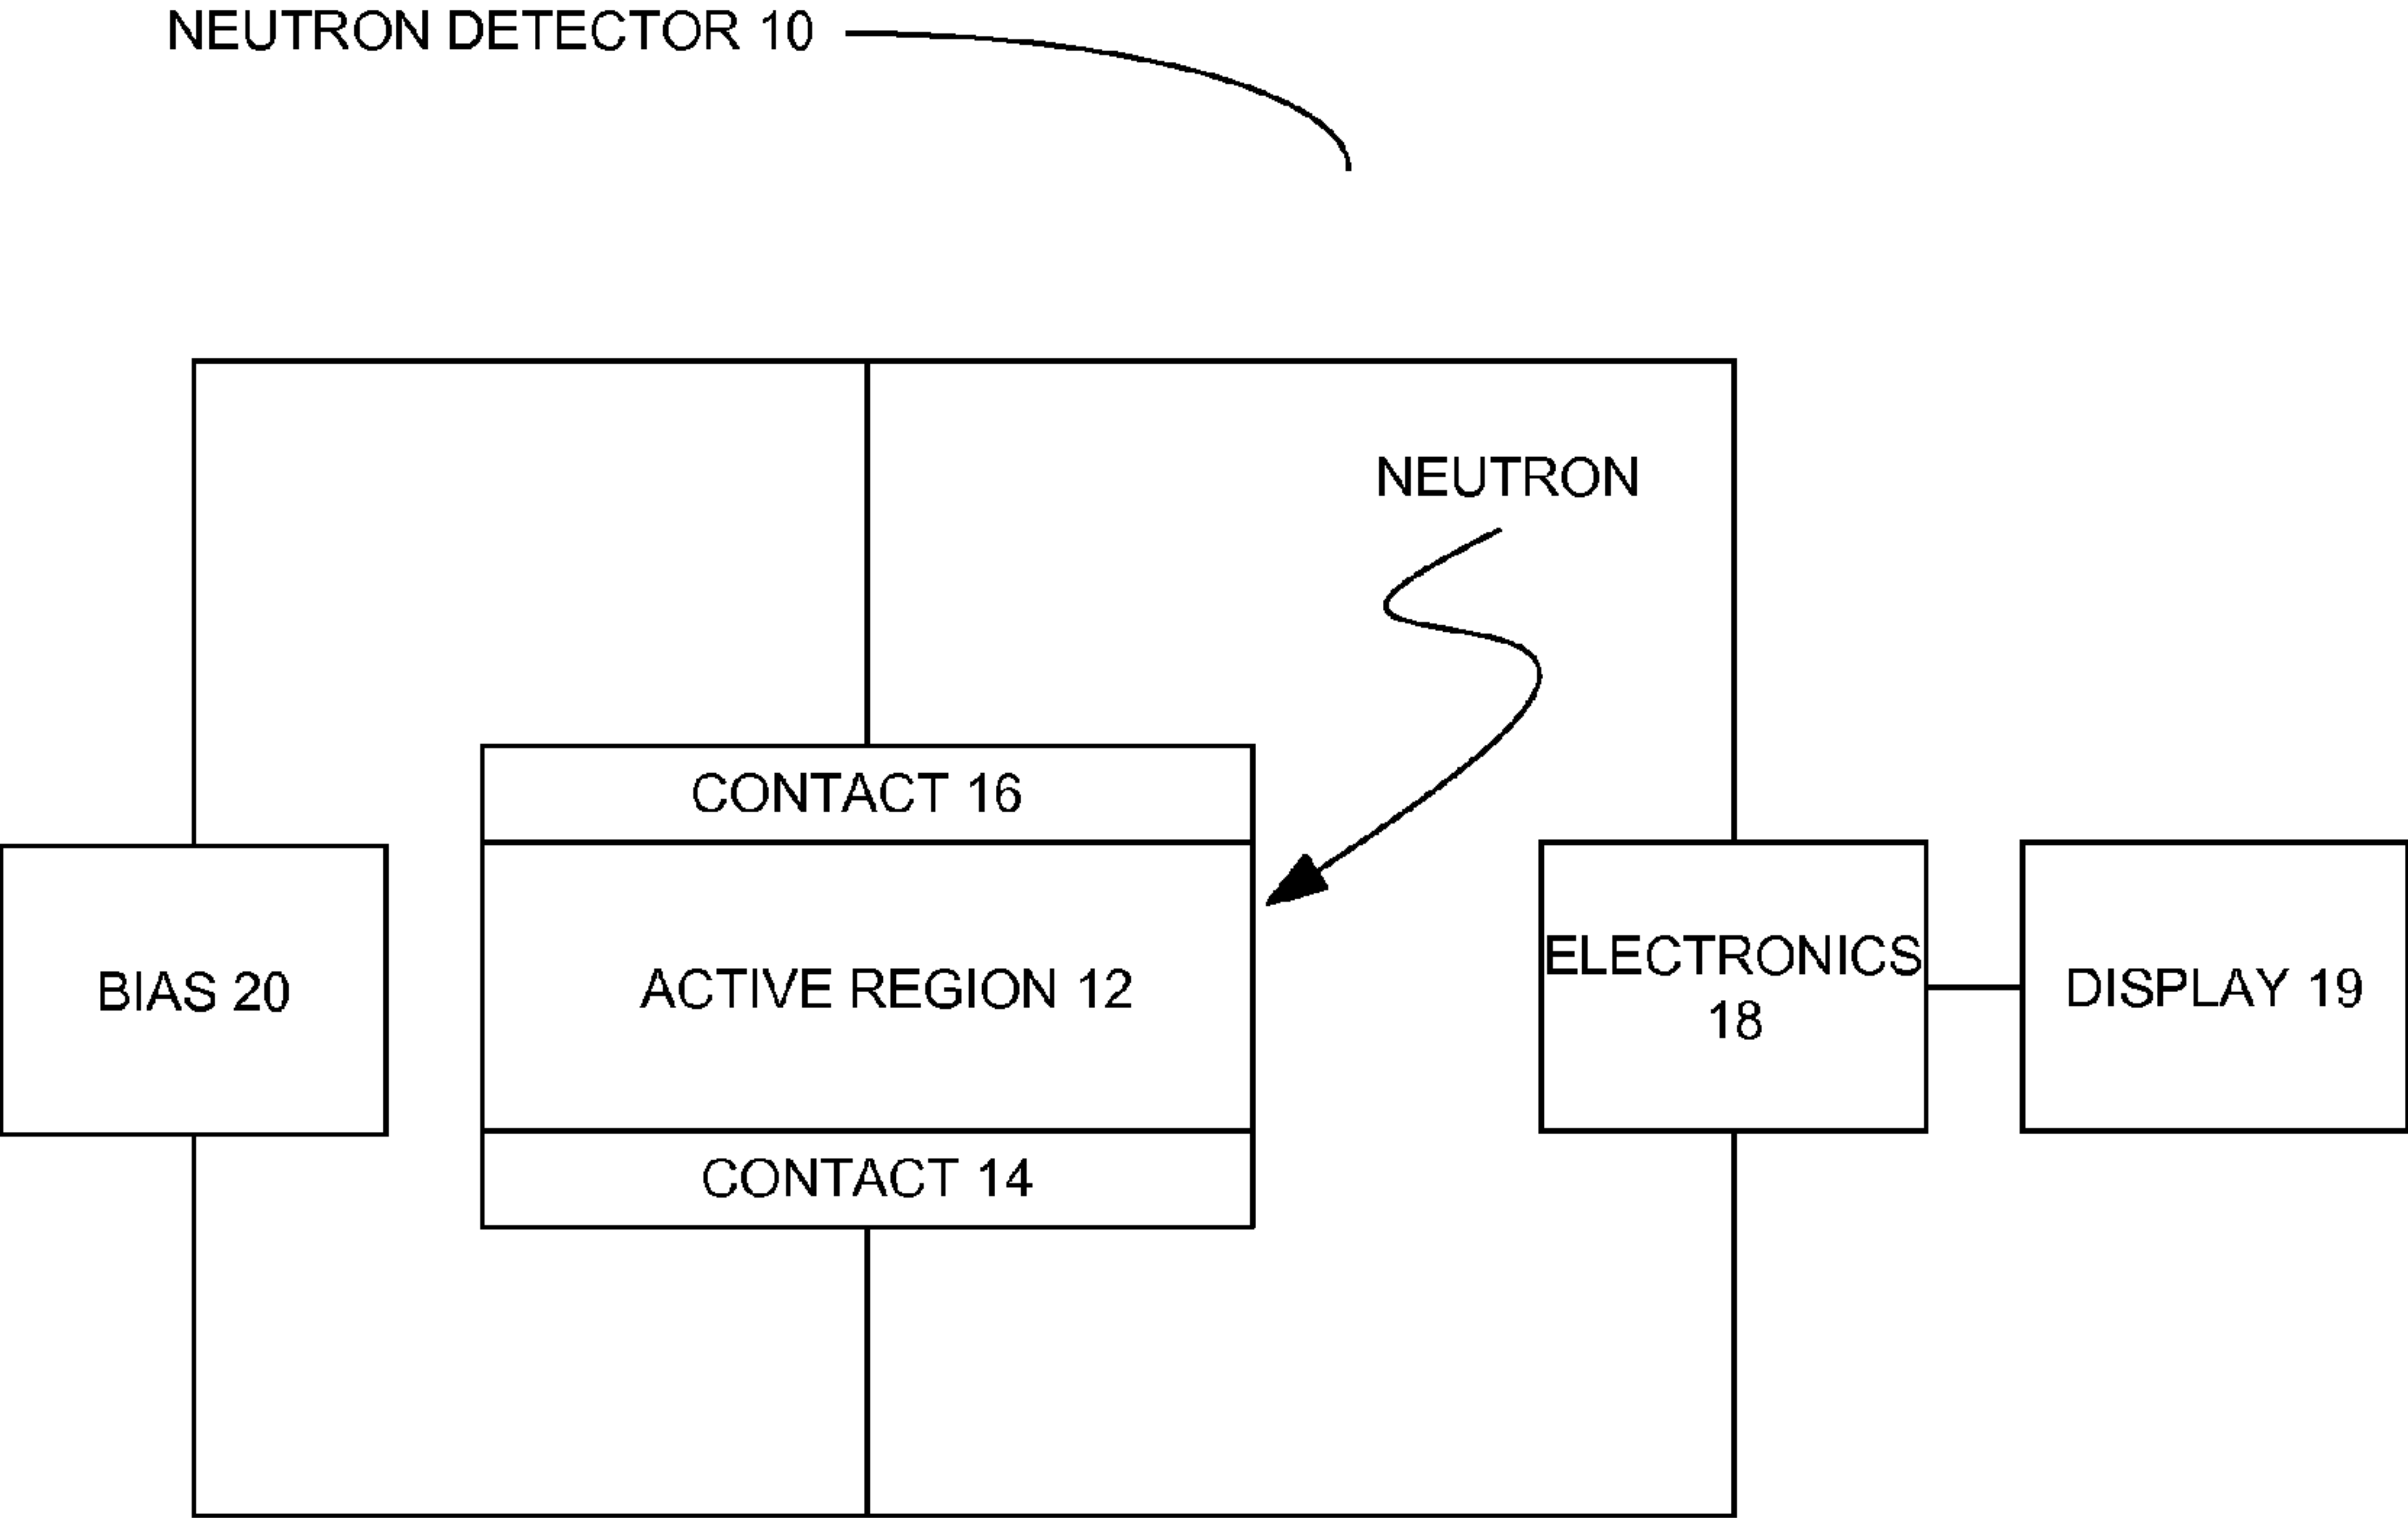 NEUTRON DETECTOR 10
NEUTRON
CONTACT 16
BIAS 20
ACTIVE REGION 12
ELECTRONICS
18
DISPLAY 19
CONTACT 14